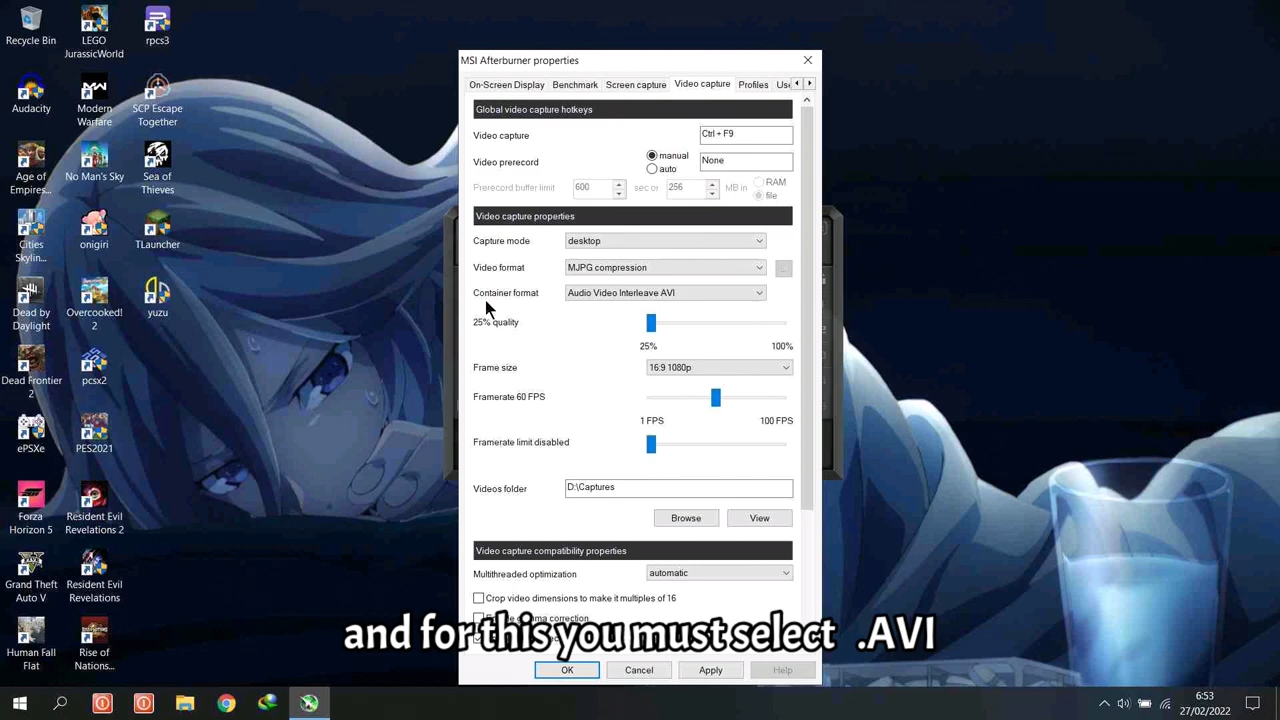 Recycle Bin
LEGO
JurassicWorld
rpcs3
Audacity
Modern
Warfare
SCP Escape
Together
Age of
Empires...
No Man's Sky
Sea of
Thieves
Cities
Skylin...
onigiri
TLauncher
Dead by
Daylight
Overcooked!
2
yuzu
Dead Frontier
pcsx2
ePSXe
PES2021
Forza
Horizon 5
Resident Evil
Revelations 2
Grand Theft
Auto V
Resident Evil
Revelations
Human Fall
Flat
Rise of
Nations...
MSI Afterburner properties
On-Screen Display
Benchmark
Screen capture
Video capture
Profiles
Use
Global video capture hotkeys
Video capture
Ctrl + F9
Video prerecord
manual
auto
None
Prerecord buffer limit
600
sec or
256
MB in
RAM
file
Video capture properties
Capture mode
desktop
Video format
MJPG compression
...
Container format
Audio Video Interleave AVI
25% quality
25%
100%
Frame size
16:9 1080p
Framerate 60 FPS
1 FPS
100 FPS
Framerate limit disabled
Videos folder
D:\Captures
Browse
View
Video capture compatibility properties
Multithreaded optimization
automatic
Crop video dimensions to make it multiples of 16
correction
and for this you must select .AVI
OK
Cancel
Apply
Help
6:53
27/02/2022